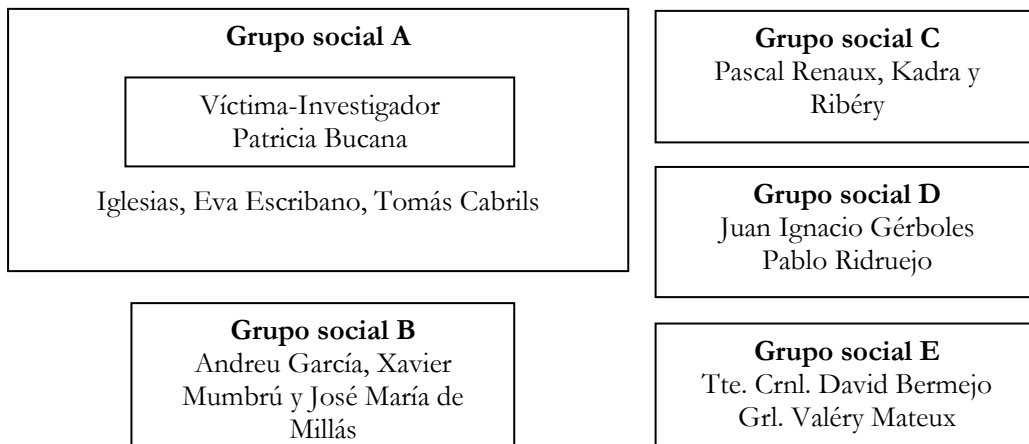 Grupo social A
Víctima-Investigador
Patricia Bucana
Iglesias, Eva Escribano, Tomás Cabrils
Grupo social B
Andreu García, Xavier
Mumbrú y José María de
Millás
Grupo social C
Pascal Renaux, Kadra y
Ribéry
Grupo social D
Juan Ignacio Gérboles
Pablo Ridruejo
Grupo social E
Tte. Crnl. David Bermejo
Grl. Valéry Mateux